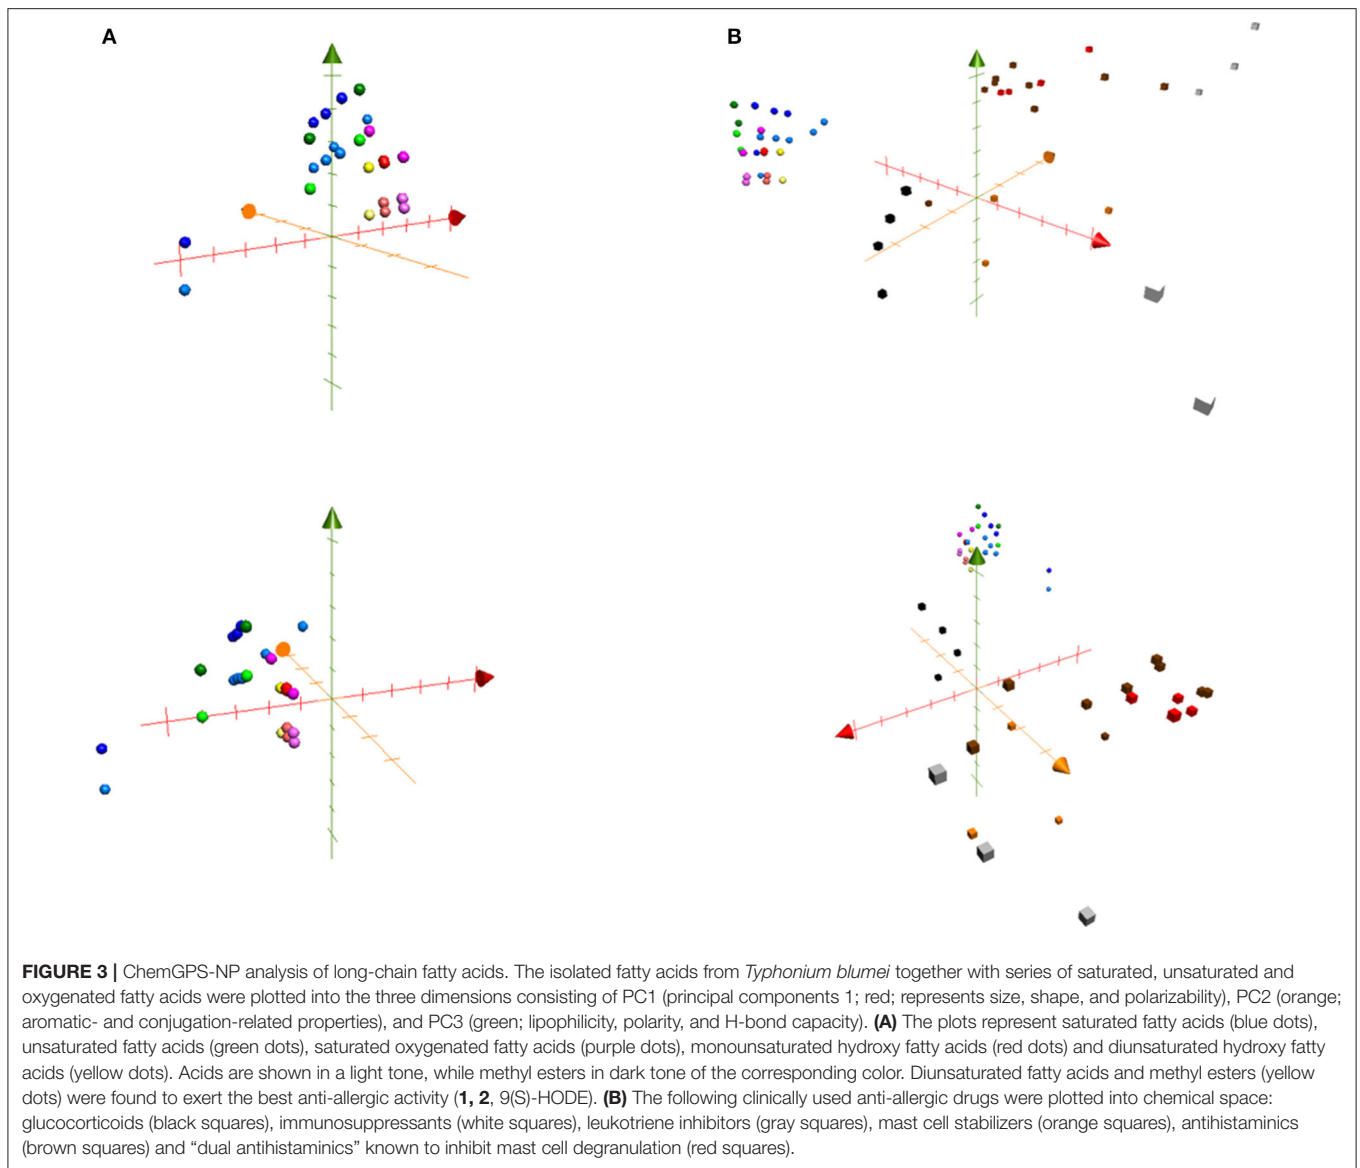 A
B
FIGURE 3 | ChemGPS-NP analysis of long-chain fatty acids. The isolated fatty acids from Typhonium blumei together with series of saturated, unsaturated and
oxygenated fatty acids were plotted into the three dimensions consisting of PC1 (principal components 1; red; represents size, shape, and polarizability), PC2 (orange;
aromatic- and conjugation-related properties), and PC3 (green; lipophilicity, polarity, and H-bond capacity). (A) The plots represent saturated fatty acids (blue dots),
unsaturated fatty acids (green dots), saturated oxygenated fatty acids (purple dots), monounsaturated hydroxy fatty acids (red dots) and diunsaturated hydroxy fatty
acids (yellow dots). Acids are shown in a light tone, while methyl esters in dark tone of the corresponding color. Diunsaturated fatty acids and methyl esters (yellow
dots) were found to exert the best anti-allergic activity (1, 2, 9(S)-HODE). (B) The following clinically used anti-allergic drugs were plotted into chemical space:
glucocorticoids (black squares), immunosuppressants (white squares), leukotriene inhibitors (gray squares), mast cell stabilizers (orange squares), antihistaminics
(brown squares) and “dual antihistaminics” known to inhibit mast cell degranulation (red squares).